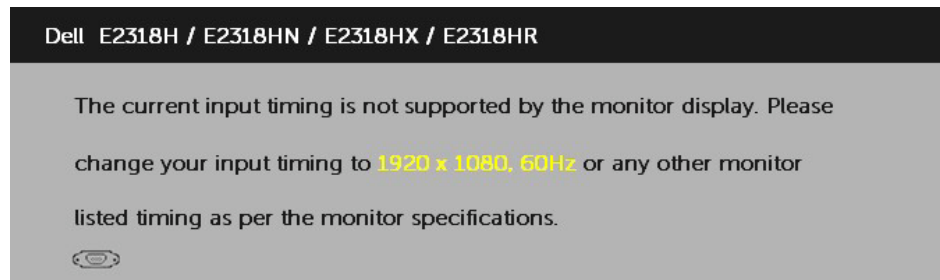 Dell E2318H / E2318HN / E2318HX / E2318HR
The current input timing is not supported by the monitor display. Please
change your input timing to 1920 x 1080, 60Hz or any other monitor
listed timing as per the monitor specifications.